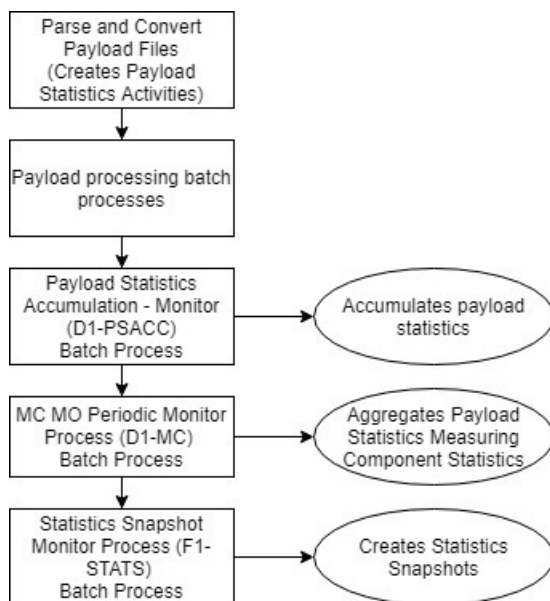 Parse and Convert
Payload Files
(Creates Payload
Statistics Activities)
Payload processing batch
processes
Payload Statistics
Accumulation - Monitor
(D1-PSACC)
Batch Process
Accumulates payload
statistics
MC MO Periodic Monitor
Process (D1-MC)
Batch Process
Aggregates Payload
Statistics Measuring
Component Statistics
Statistics Snapshot
Monitor Process (F1-
STATS)
Batch Process
Creates Statistics
Snapshots